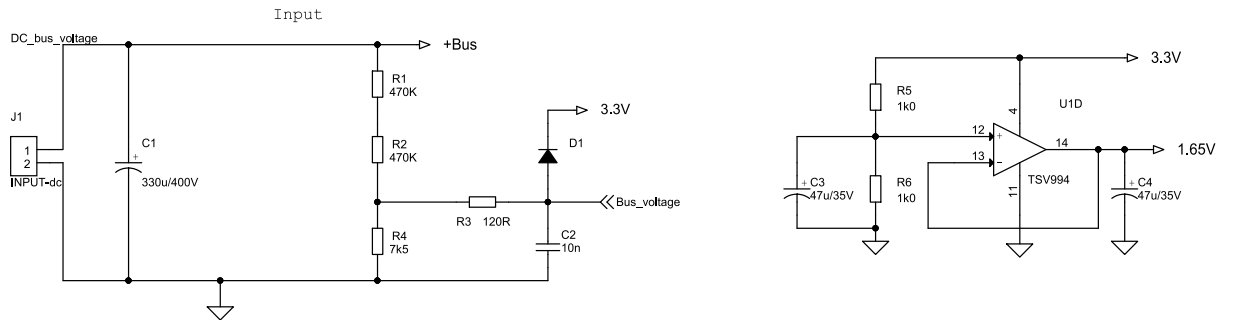 Input
DC_bus_voltage
+Bus
R1
470K
3.3V
J1
1
2
INPUT-dc
C1
+
330u/400V
R2
470K
D1
R3 120R
Bus_voltage
R4
7k5
C2
10n
3.3V
R5
1k0
4
U1D
12
+
13
-
14
1.65V
TSV994
11
C3
+
47u/35V
R6
1k0
C4
+
47u/35V